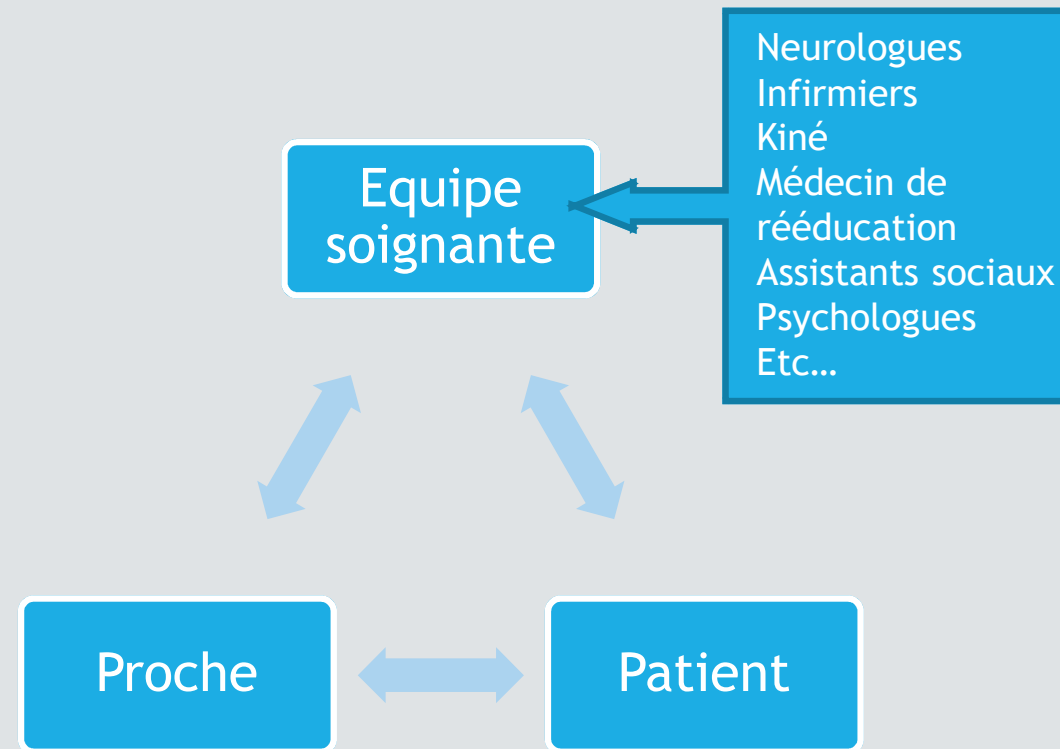 Neurologues
Infirmiers
Kiné
Médecin de
rééducation
Assistants sociaux
Psychologues
Etc…
Equipe
soignante
Proche
Patient